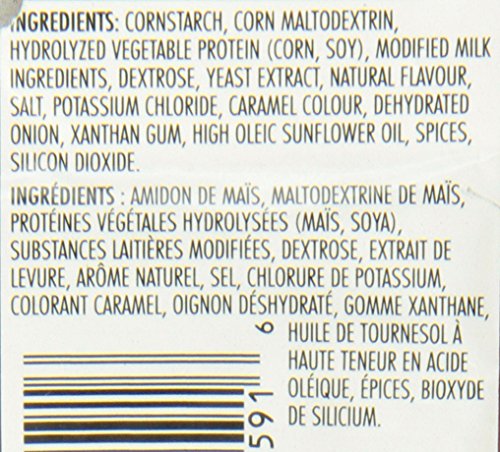 INGREDIENTS: CORNSTARCH, CORN MALTODEXTRIN,
HYDROLYZED VEGETABLE PROTEIN (CORN, SOY), MODIFIED MILK
INGREDIENTS, DEXTROSE, YEAST EXTRACT, NATURAL FLAVOUR,
SALT, POTASSIUM CHLORIDE, CARAMEL COLOUR, DEHYDRATED
ONION, XANTHAN GUM, HIGH OLEIC SUNFLOWER OIL, SPICES,
SILICON DIOXIDE.
INGRÉDIENTS : AMIDON DE MAÏS, MALTODEXTRINE DE MAÏS,
PROTÉINES VÉGÉTALES HYDROLYSÉES (MAÏS, SOYA),
SUBSTANCES LAITIÈRES MODIFIÉES, DEXTROSE, EXTRAIT DE
LEVURE, ARÔME NATUREL, SEL, CHLORURE DE POTASSIUM,
COLORANT CARAMEL, OIGNON DÉSHYDRATÉ, GOMME XANTHANE,
HUILE DE TOURNESOL À
HAUTE TENEUR EN ACIDE
OLÉIQUE, ÉPICES, BIOXYDE
DE SILICIUM.
591 6